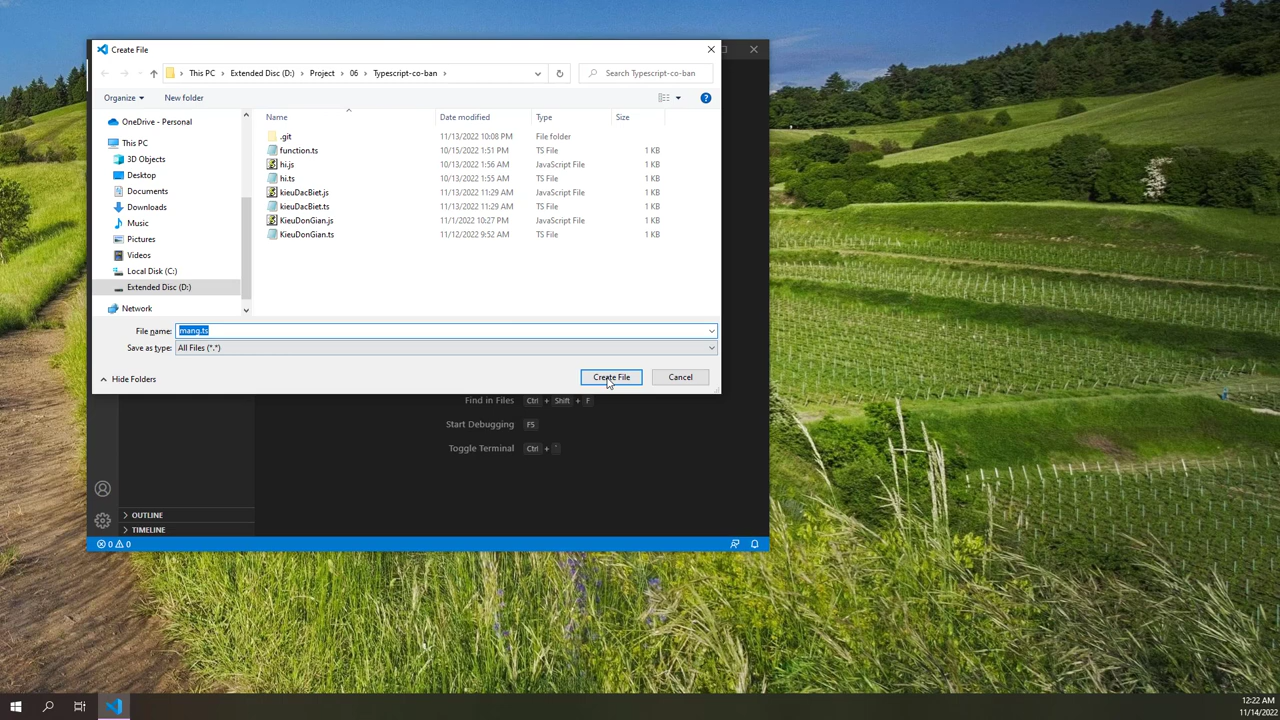 Create File
This PC > Extended Disc (D:) > Project > 06 > Typescript-co-ban >
Search Typescript-co-ban
Organize
New folder
OneDrive - Personal
This PC
3D Objects
Desktop
Documents
Downloads
Music
Pictures
Videos
Local Disk (C:)
Extended Disc (D:)
Network
Name Date modified Type Size
.git 11/13/2022 10:08 PM File folder
function.ts 10/15/2022 1:51 PM TS File 1 KB
hi.js 10/13/2022 1:56 AM JavaScript File 1 KB
hi.ts 10/13/2022 1:55 AM TS File 1 KB
kieuDacBiet.js 11/13/2022 11:29 AM JavaScript File 1 KB
kieuDacBiet.ts 11/13/2022 11:29 AM TS File 1 KB
KieuDonGian.js 11/1/2022 10:27 PM JavaScript File 1 KB
KieuDonGian.ts 11/12/2022 9:52 AM TS File 1 KB
File name: mang.ts
Save as type: All Files (*.*)
Hide Folders
Create File
Cancel
Find in Files Ctrl + Shift + F
Start Debugging F5
Toggle Terminal Ctrl + `
OUTLINE
TIMELINE
0 0
12:22 AM
11/14/2022